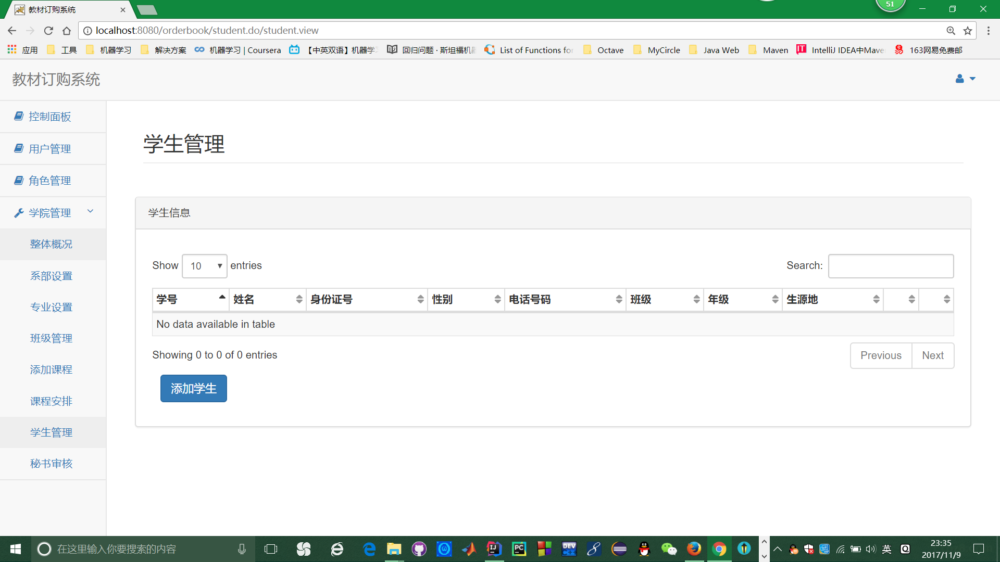 教材订购系统
51
localhost:8080/orderbook/student.do/student.view
应用 工具 机器学习 解决方案 机器学习 | Coursera 【中英双语】机器学 回归问题 · 斯坦福机 List of Functions for Octave MyCircle Java Web Maven IntelliJ IDEA中Mave 163网易免费邮
教材订购系统
控制面板
用户管理
角色管理
学院管理
整体概况
系部设置
专业设置
班级管理
添加课程
课程安排
学生管理
秘书审核
学生管理
学生信息
Show 10 entries
Search:
学号 姓名 身份证号 性别 电话号码 班级 年级 生源地
No data available in table
Showing 0 to 0 of 0 entries
Previous Next
添加学生
在这里输入你要搜索的内容
英
23:35
2017/11/9